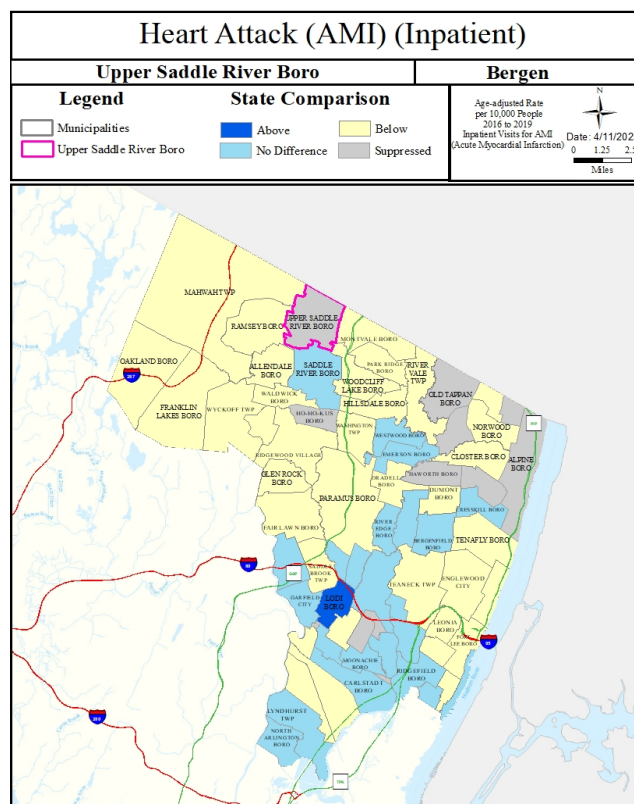 Heart Attack (AMI) (Inpatient)
Upper Saddle River Boro
Bergen
Legend
State Comparison
Municipalities
Upper Saddle River Boro
Above
Below
No Difference
Suppressed
Age-adjusted Rate
per 10,000 People
2016 to 2019
Inpatient Visits for AMI
(Acute Myocardial Infarction)
N
Date: 4/11/202
0 1.25 2.5
Miles
MAHWAH TWP
UPPER SADDLE
RIVER BORO
RAMSEY BORO
MONTVALE BORO
OAKLAND BORO
ALLENDALE
BORO
SADDLE
RIVER BORO
PARK RIDGE
BORO
RIVER
VALE TWP
WOODCLIFF
LAKE BORO
OLD TAPPAN
BORO
FRANKLIN
LAKES BORO
WYCKOFF TWP
WALDWICK
BORO
HILLSDALE BORO
HO-HO-KUS
BORO
WASHINGTON
TWP
NORWOOD
BORO
WESTWOOD BORO
EMERSON BORO
CLOSTER BORO
ALPINE
BORO
RIDGEWOOD VILLAGE
GLEN ROCK
BORO
PARAMUS BORO
ORADELL
BORO
HAWORTH BORO
DUMONT
BORO
CRESSKILL BORO
FAIR LAWN BORO
RIVER
EDGE
BORO
BERGENFIELD
BORO
TENAFLY BORO
SADDLE
BROOK
TWP
GARFIELD
CITY
LODI
BORO
TEANECK TWP
ENGLEWOOD
CITY
LEONIA
BORO
FORT
LEE BORO
MOONACHIE
BORO
RIDGEFIELD
BORO
CARLSTADT
BORO
LYNDHURST
TWP
NORTH
ARLINGTON
BORO
287
80
95
280